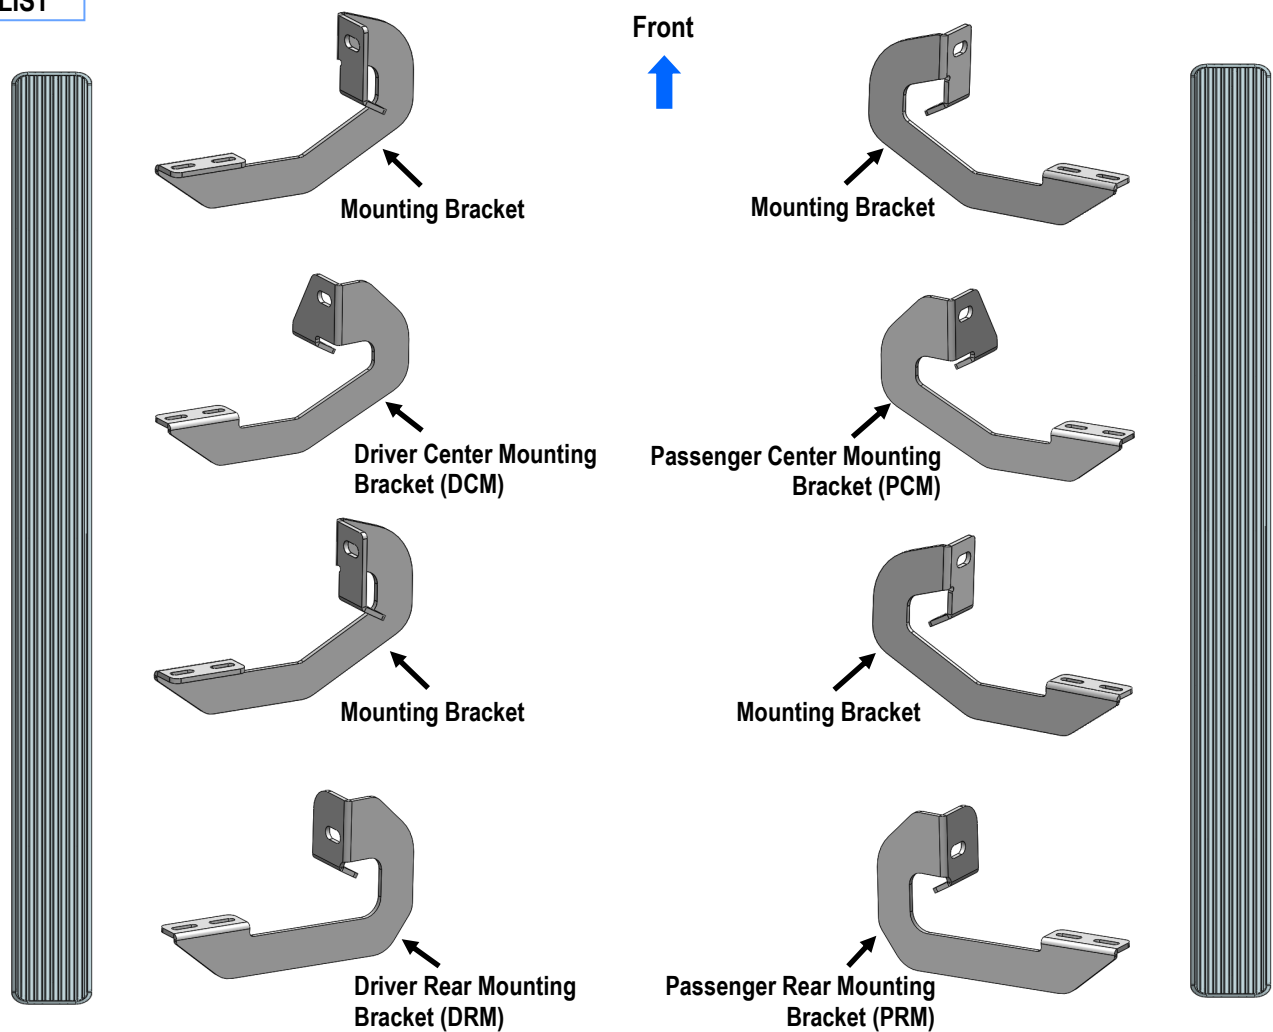 LIST
Front
Mounting Bracket
Mounting Bracket
Driver Center Mounting
Bracket (DCM)
Passenger Center Mounting
Bracket (PCM)
Mounting Bracket
Mounting Bracket
Driver Rear Mounting
Bracket (DRM)
Passenger Rear Mounting
Bracket (PRM)